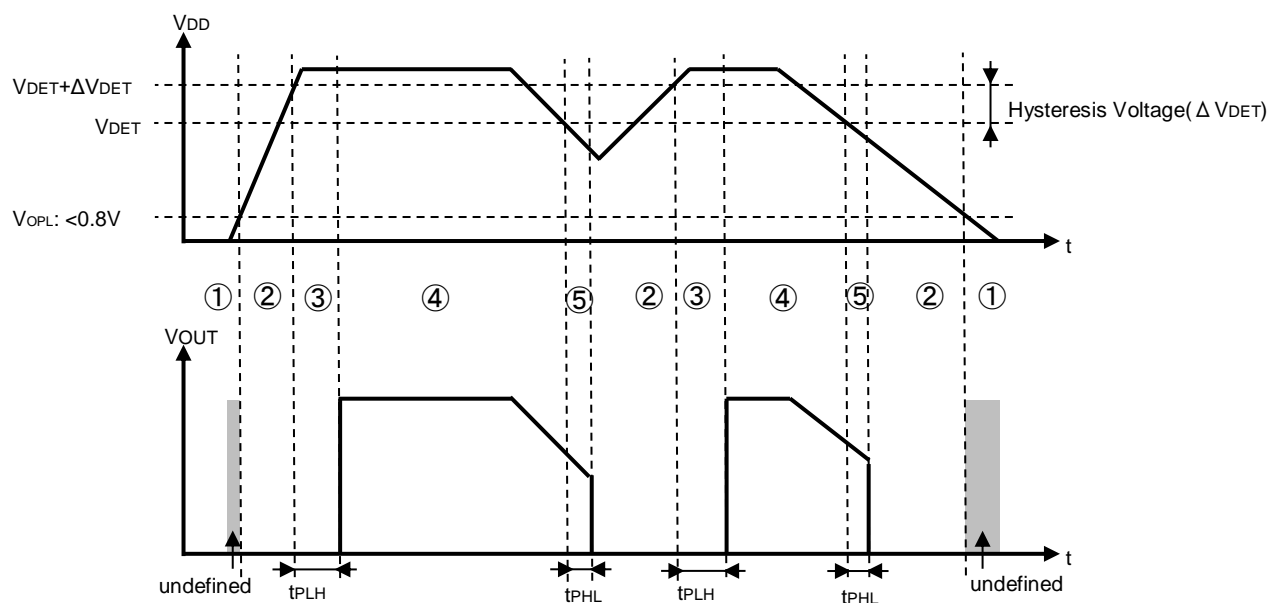 VDD
VDET+ΔVDET
VDET
Hysteresis Voltage( Δ VDET)
VOPL: <0.8V
t
① ② ③ ④ ⑤ ② ③ ④ ⑤ ② ①
VOUT
t
undefined tPLH tPHL tPLH tPHL undefined